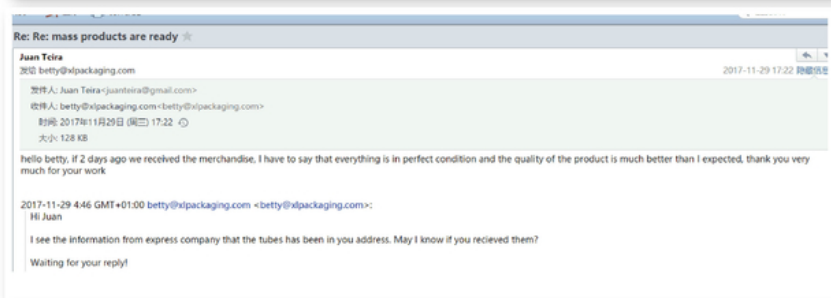 Re: Re: mass products are ready
Juan Teira
发给 betty@xlpackaging.com
2017-11-29 17:22 隐藏信息
发件人: Juan Teira<juanteira@gmail.com>
收件人: betty@xlpackaging.com<betty@xlpackaging.com>
时间: 2017年11月29日 (周三) 17:22
大小: 128 KB
hello betty, if 2 days ago we received the merchandise, I have to say that everything is in perfect condition and the quality of the product is much better than I expected, thank you very
much for your work
2017-11-29 4:46 GMT+01:00 betty@xlpackaging.com <betty@xlpackaging.com>:
Hi Juan
I see the information from express company that the tubes has been in you address. May I know if you recieved them?
Waiting for your reply!